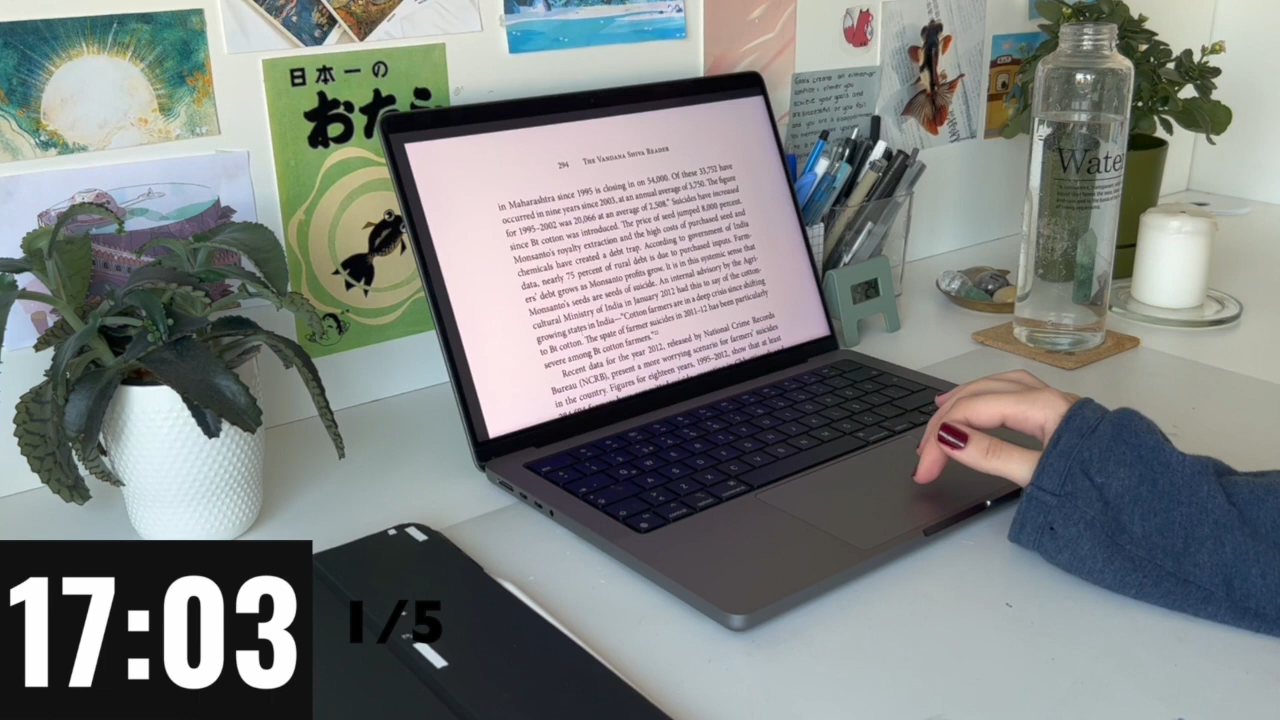 日本一の
おたら
294 THE VANDANA SHIVA READER
in Maharashtra since 1995 is closing in on 54,000. Of these 33,752 have
occurred in nine years since 2003, at an annual average of 3,750. The figure
for 1995–2002 was 20,066 at an average of 2,508." Suicides have increased
since Bt cotton was introduced. The price of seed jumped 8,000 percent.
Monsanto's royalty extraction and the high costs of purchased seed and
chemicals have created a debt trap. According to government of India
data, nearly 75 percent of rural debt is due to purchased inputs. Farm-
ers' debt grows as Monsanto profits grow. It is in this systemic sense that
Monsanto's seeds are seeds of suicide. An internal advisory by the Agri-
cultural Ministry of India in January 2012 had this to say of the cotton-
growing states in India—"Cotton farmers are in a deep crisis since shifting
to Bt cotton. The spate of farmer suicides in 2011–12 has been particularly
severe among Bt cotton farmers."
Recent data for the year 2012, released by National Crime Records
Bureau (NCRB), present a more worrying scenario for farmers' suicides
in the country. Figures for eighteen years, 1995–2012, show that at least
Water
17:03
1/5